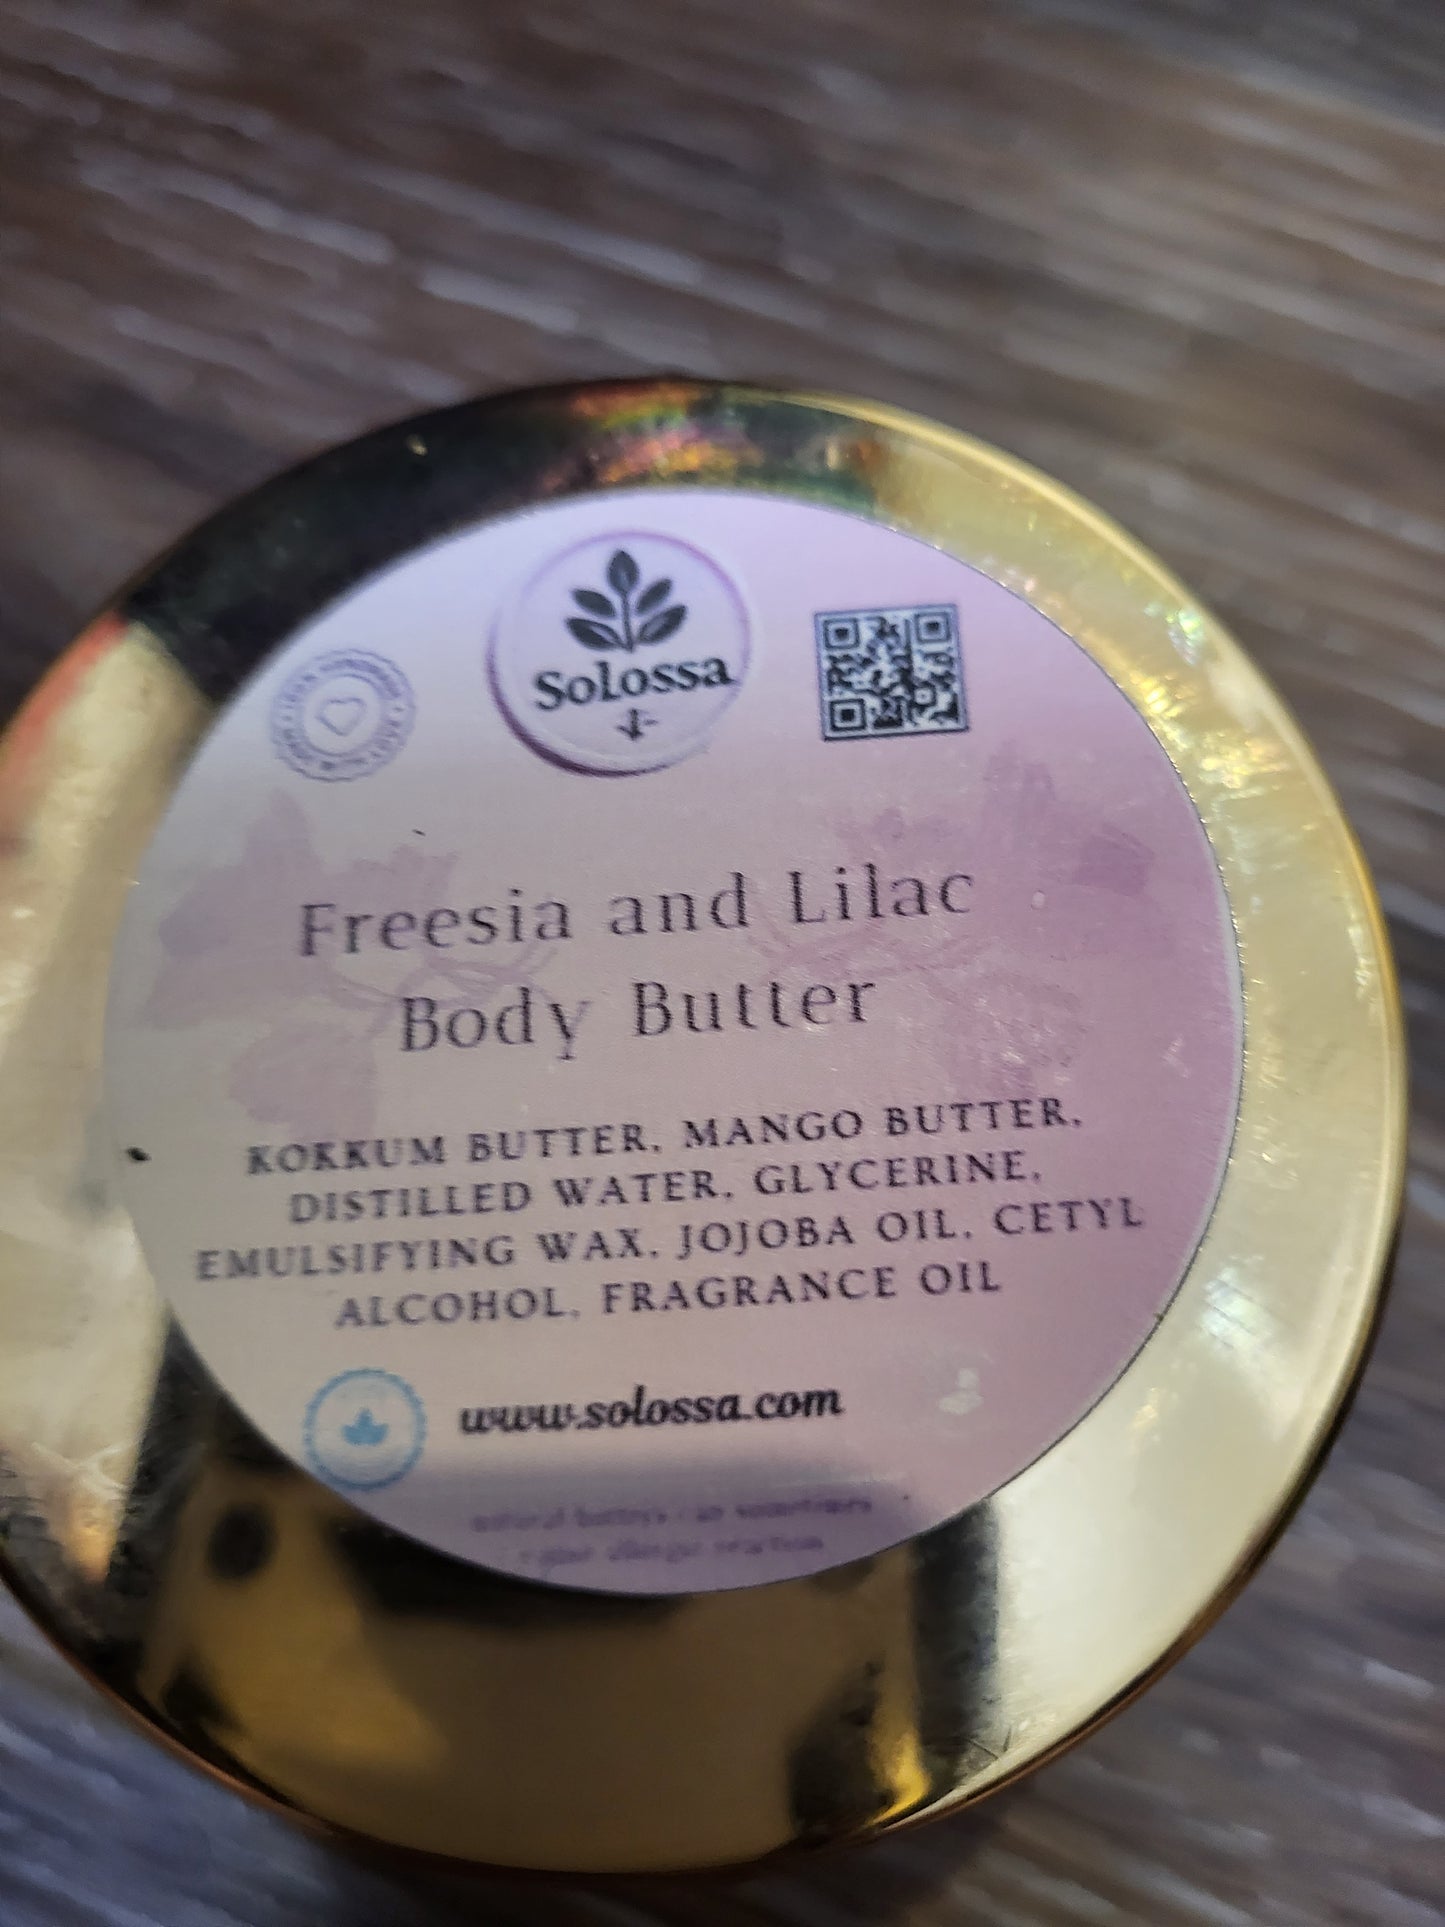 Solossa
Freesia and Lilac
Body Butter
KOKKUM BUTTER, MANGO BUTTER,
DISTILLED WATER, GLYCERINE,
EMULSIFYING WAX, JOJOBA OIL, CETYL
ALCOHOL, FRAGRANCE OIL
www.solossa.com